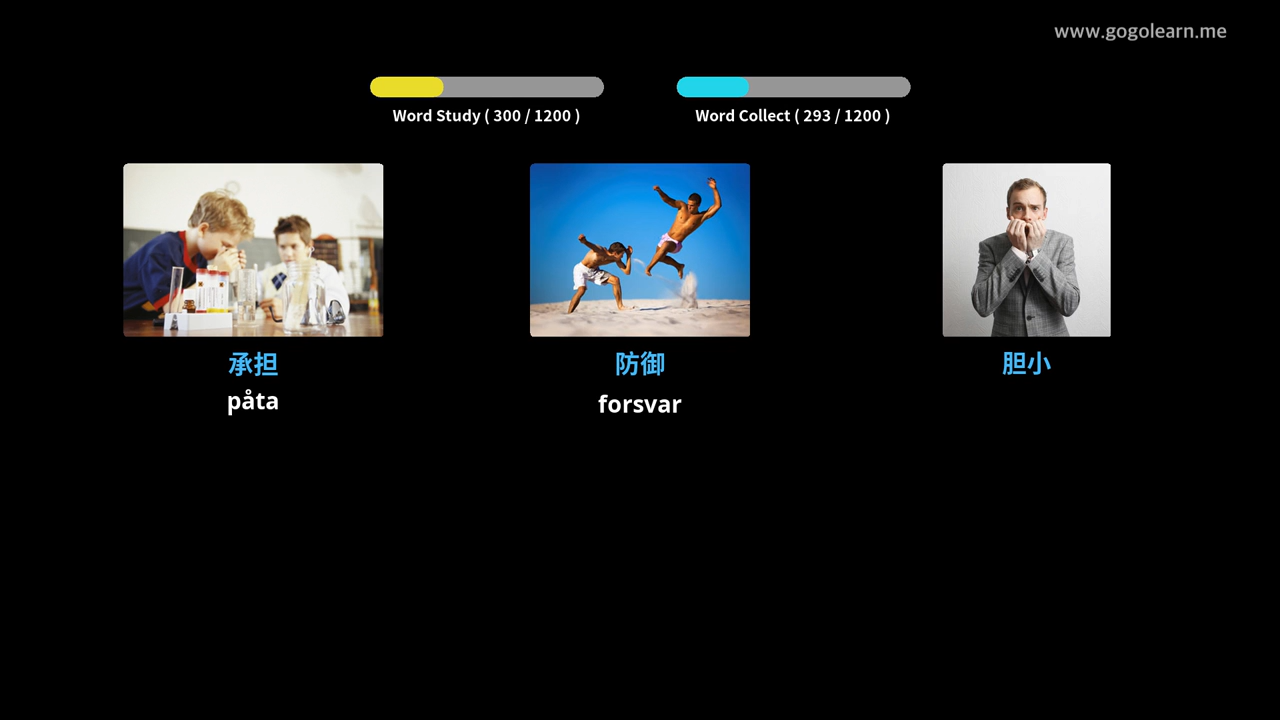 www.gogolearn.me
Word Study ( 300 / 1200 )
Word Collect ( 293 / 1200 )
承担
påta
防御
forsvar
胆小